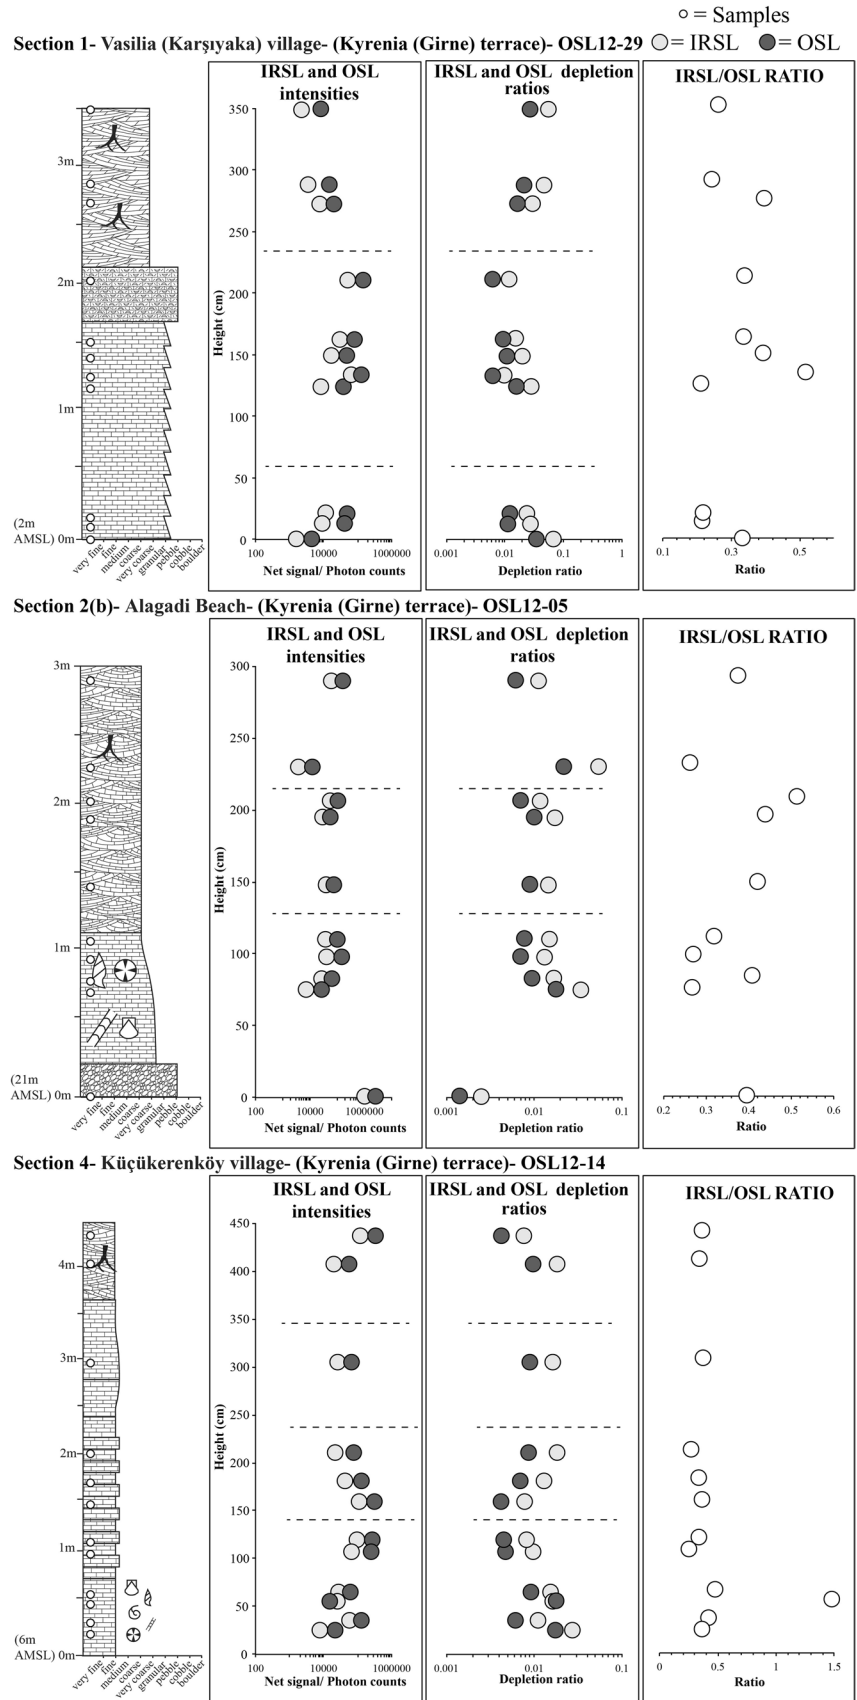 = Samples
Section 1- Vasilia (Karşıyaka) village- (Kyrenia (Girne) terrace)- OSL12-29
= IRSL = OSL
IRSL and OSL
intensities
IRSL and OSL depletion
ratios
IRSL/OSL RATIO
3m
2m
1m
(2m
AMSL) 0m
very fine
fine
medium
coarse
very coarse
granular
pebble
cobble
boulder
Height (cm)
350
300
250
200
150
100
50
0
100 10000 1000000
Net signal/ Photon counts
0.001 0.01 0.1 1
Depletion ratio
0.1 0.3 0.5
Ratio
Section 2(b)- Alagadi Beach- (Kyrenia (Girne) terrace)- OSL12-05
IRSL and OSL
intensities
IRSL and OSL depletion
ratios
IRSL/OSL RATIO
3m
2m
1m
(21m
AMSL) 0m
very fine
fine
medium
coarse
very coarse
granular
pebble
cobble
boulder
Height (cm)
300
250
200
150
100
50
0
100 10000 1000000
Net signal/ Photon counts
0.001 0.01 0.1
Depletion ratio
0.2 0.3 0.4 0.5 0.6
Ratio
Section 4- Küçükerenköy village- (Kyrenia (Girne) terrace)- OSL12-14
IRSL and OSL
intensities
IRSL and OSL depletion
ratios
IRSL/OSL RATIO
4m
3m
2m
1m
(6m
AMSL) 0m
very fine
fine
medium
coarse
very coarse
granular
pebble
cobble
boulder
Height (cm)
450
400
350
300
250
200
150
100
50
0
100 10000 1000000
Net signal/ Photon counts
0.001 0.01 0.1
Depletion ratio
0 0.5 1 1.5
Ratio